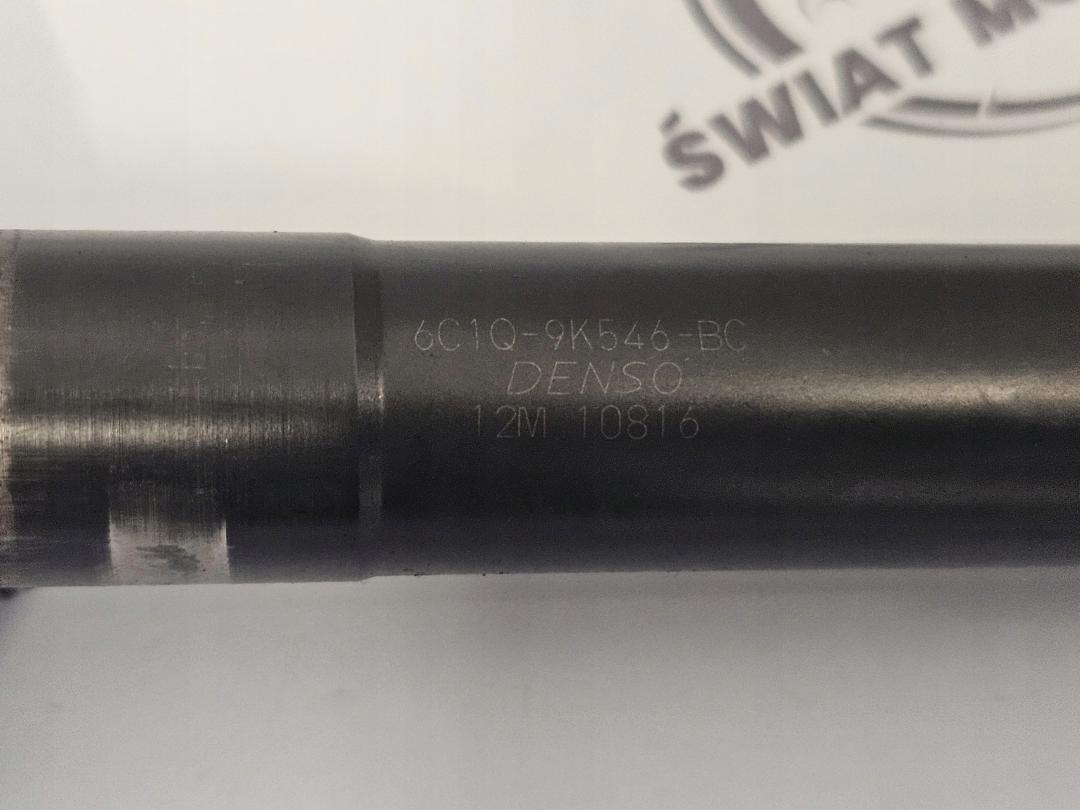 ŚWIAT
6C1Q-9K546-BC
DENSO
12M 10816